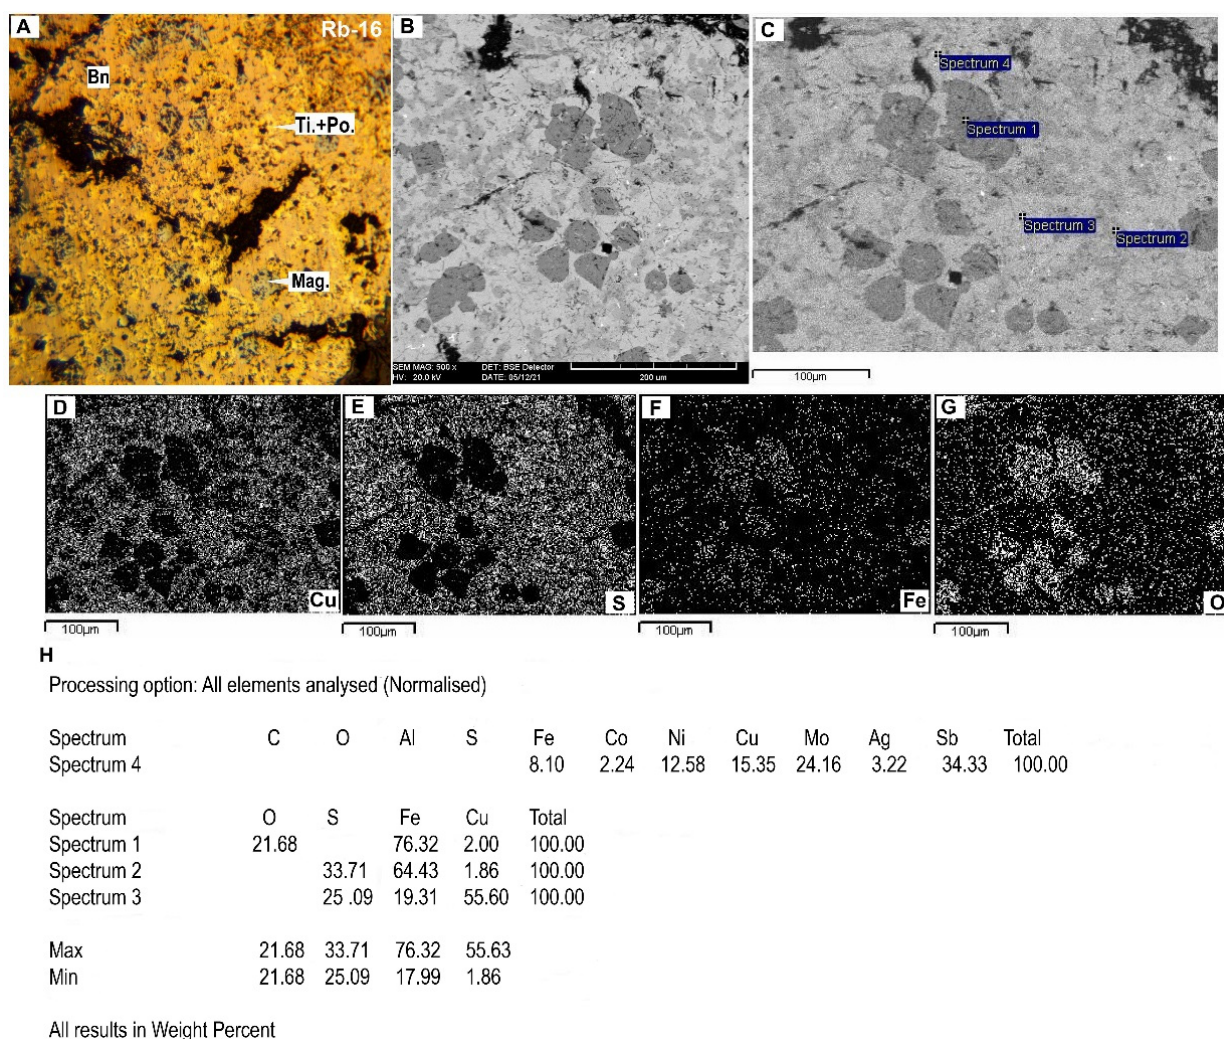 A
Rb-16
Bn
Ti.+Po.
Mag.
B
SEM MAG: 500 x DET: BSE Detector
HV: 20.0 kV DATE: 05/12/21
200 um
C
Spectrum 4
Spectrum 1
Spectrum 3
Spectrum 2
100µm
D
Cu
100µm
E
S
100µm
F
Fe
100µm
G
O
100µm
H
Processing option: All elements analysed (Normalised)
Spectrum C O Al S Fe Co Ni Cu Mo Ag Sb Total
Spectrum 4 8.10 2.24 12.58 15.35 24.16 3.22 34.33 100.00
Spectrum O S Fe Cu Total
Spectrum 1 21.68 76.32 2.00 100.00
Spectrum 2 33.71 64.43 1.86 100.00
Spectrum 3 25 .09 19.31 55.60 100.00
Max 21.68 33.71 76.32 55.63
Min 21.68 25.09 17.99 1.86
All results in Weight Percent